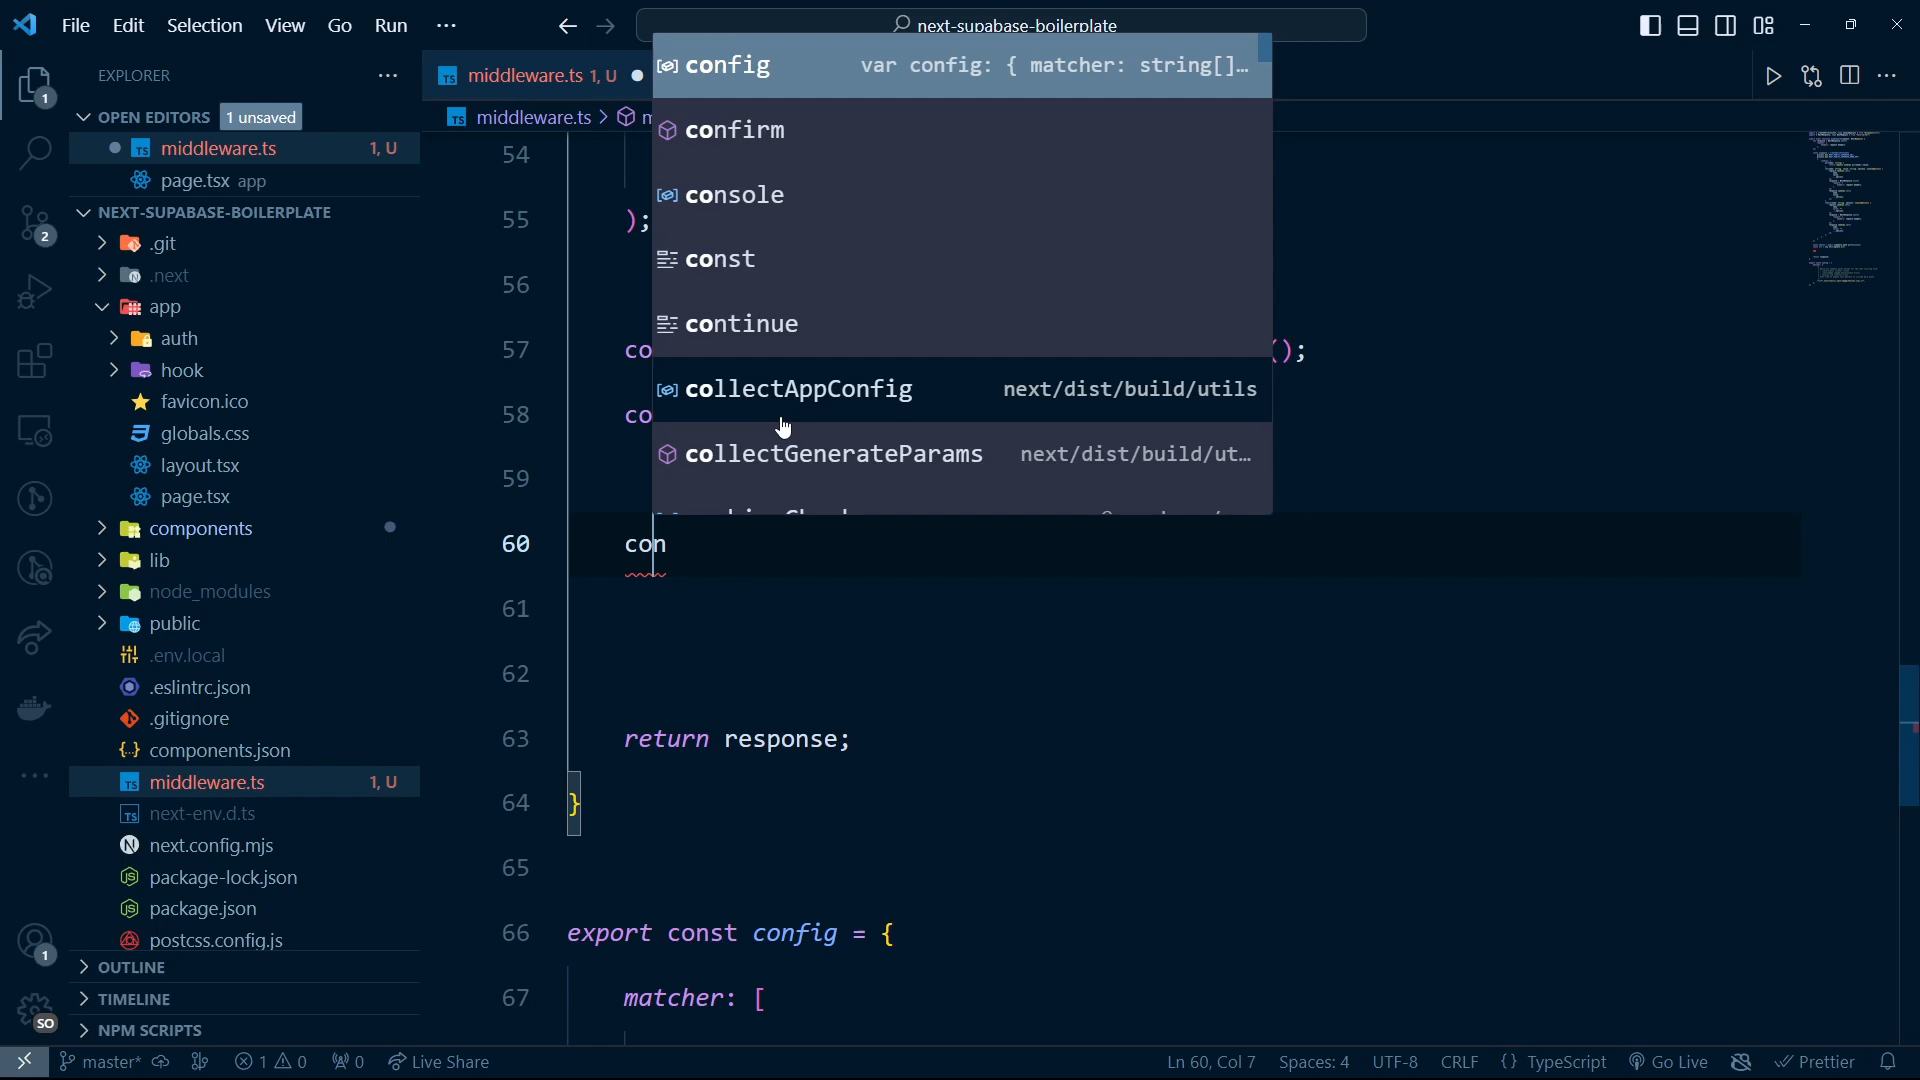 File Edit Selection View Go Run ···
next-supabase-boilerplate
EXPLORER ···
OPEN EDITORS 1 unsaved
middleware.ts 1, U
page.tsx app
NEXT-SUPABASE-BOILERPLATE
.git
.next
app
auth
hook
favicon.ico
globals.css
layout.tsx
page.tsx
components
lib
node_modules
public
.env.local
.eslintrc.json
.gitignore
components.json
middleware.ts 1, U
next-env.d.ts
next.config.mjs
package-lock.json
package.json
postcss.config.js
OUTLINE
TIMELINE
NPM SCRIPTS
1
2
1
SO
TS middleware.ts 1, U
TS middleware.ts >
config var config: { matcher: string[]…
confirm
console
const
continue
collectAppConfig next/dist/build/utils
collectGenerateParams next/dist/build/ut…
54
55 );
56
57 co ();
58 co
59
60 con
61
62
63 return response;
64 }
65
66 export const config = {
67 matcher: [
master* 1 0 0 Live Share
Ln 60, Col 7 Spaces: 4 UTF-8 CRLF {} TypeScript Go Live Prettier